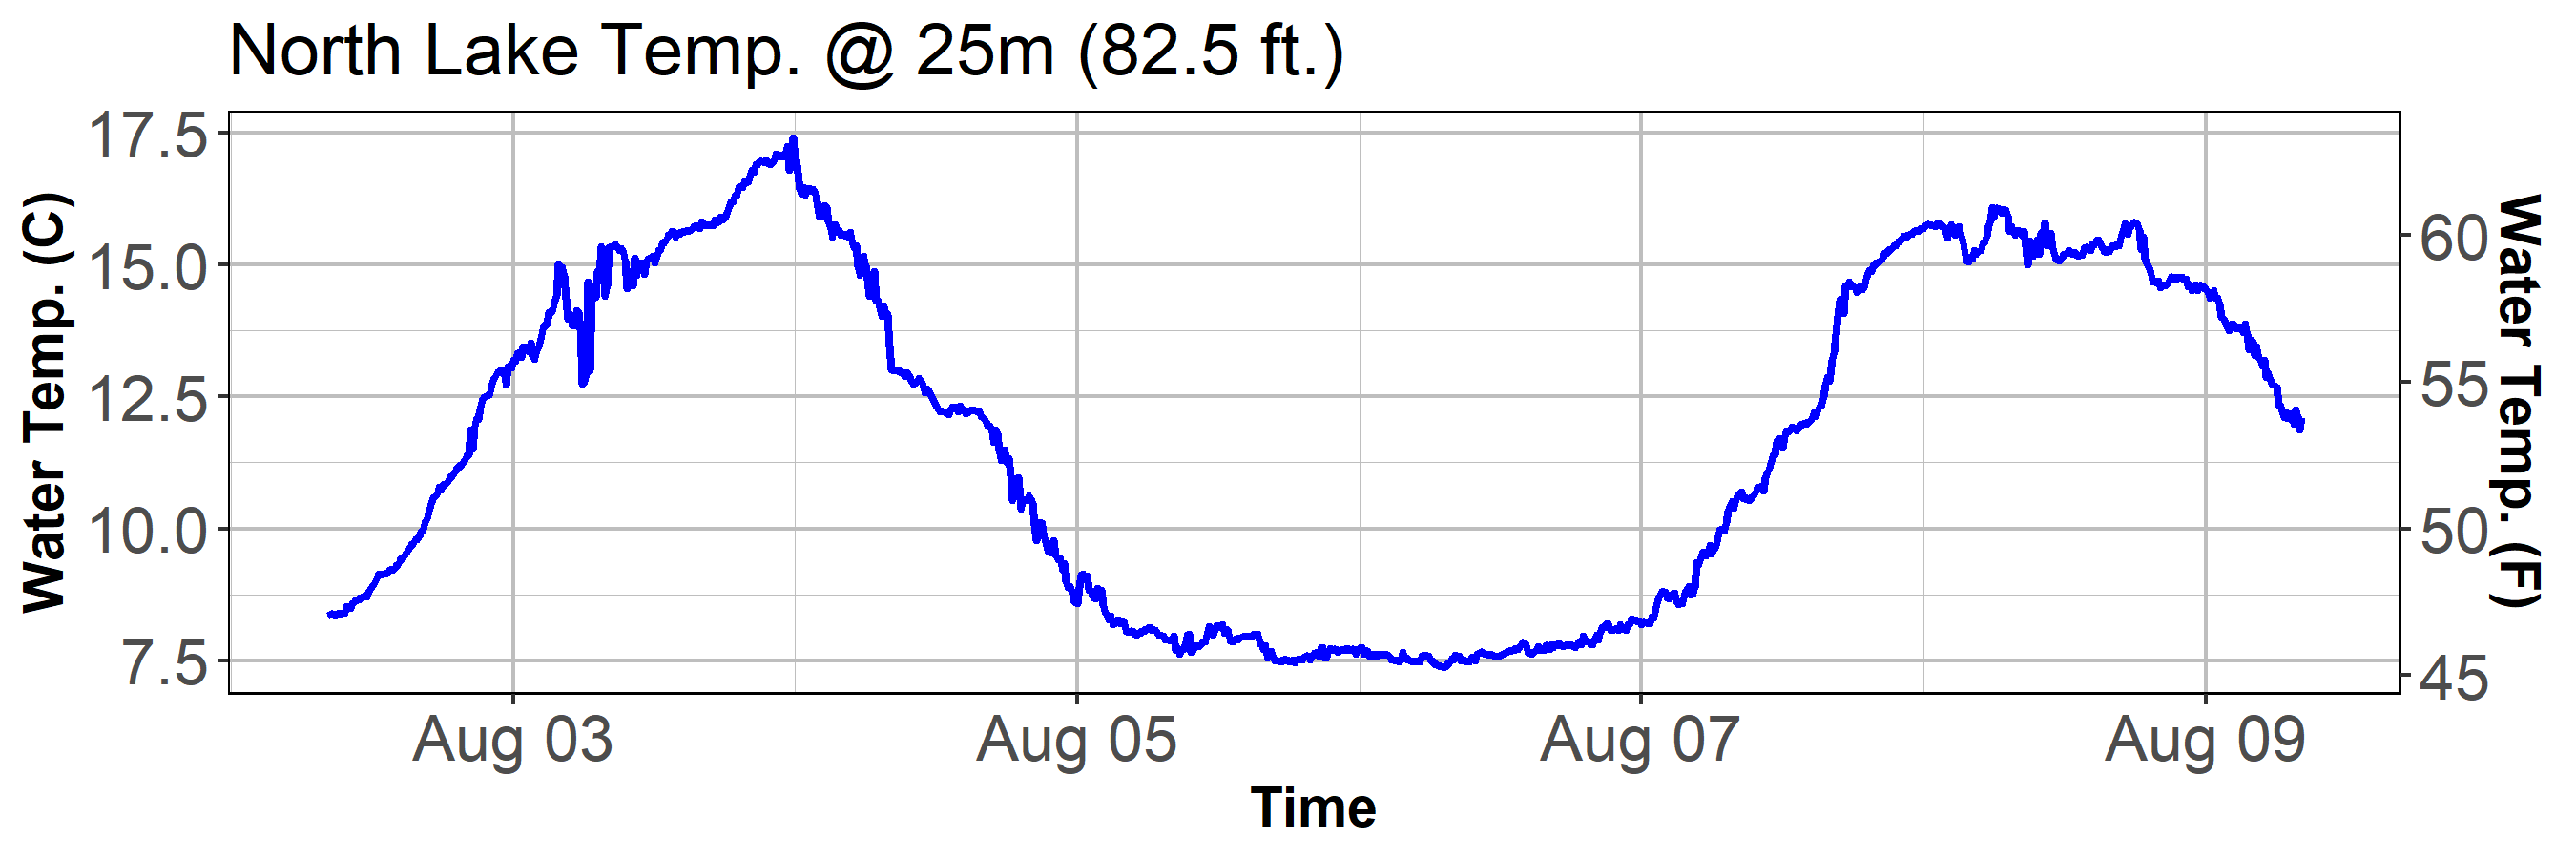 North Lake Temp. @ 25m (82.5 ft.)
Water Temp. (C)
17.5
15.0
12.5
10.0
7.5
60
55
50
45
Water Temp. (F)
Aug 03 Aug 05 Aug 07 Aug 09
Time